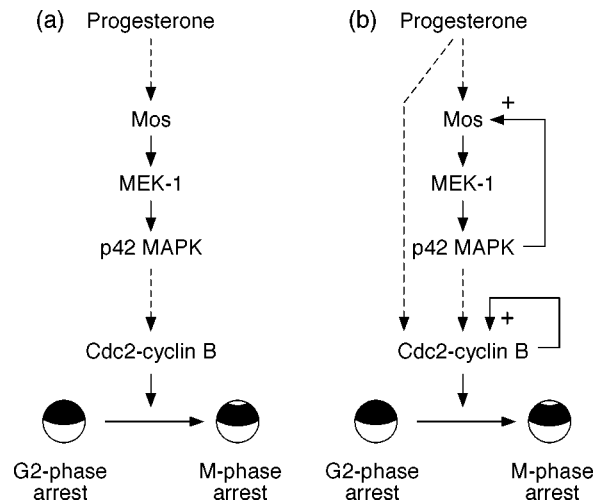 (a) Progesterone
Mos
MEK-1
p42 MAPK
Cdc2-cyclin B
G2-phase
arrest
M-phase
arrest
(b) Progesterone
+
Mos
MEK-1
p42 MAPK
+
Cdc2-cyclin B
G2-phase
arrest
M-phase
arrest